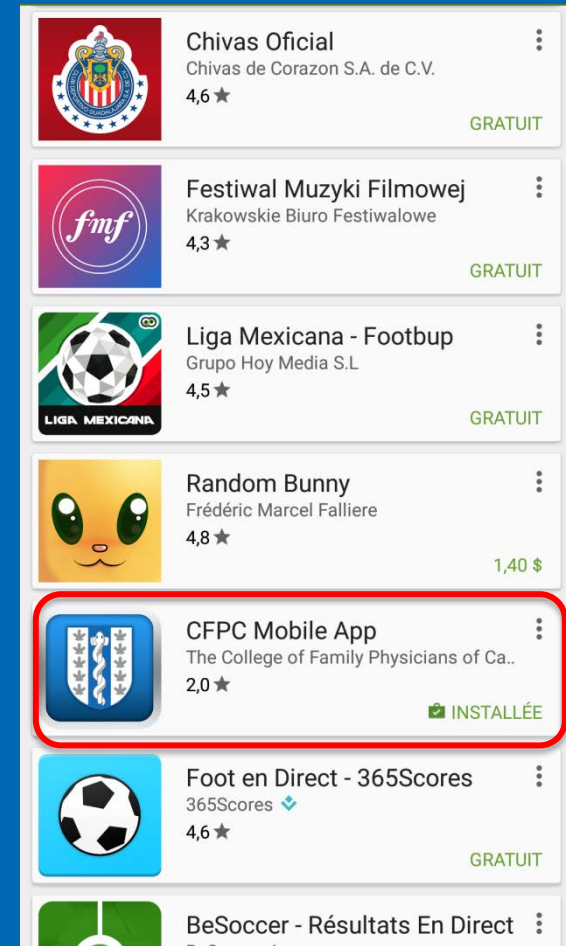 Chivas Oficial
Chivas de Corazon S.A. de C.V.
4,6
GRATUIT
fmf
Festiwal Muzyki Filmowej
Krakowskie Biuro Festiwalowe
4,3
GRATUIT
LIGA MEXICANA
Liga Mexicana - Footbup
Grupo Hoy Media S.L
4,5
GRATUIT
Random Bunny
Frédéric Marcel Falliere
4,8
1,40 $
CFPC Mobile App
The College of Family Physicians of Ca..
2,0
INSTALLÉE
Foot en Direct - 365Scores
365Scores
4,6
GRATUIT
BeSoccer - Résultats En Direct